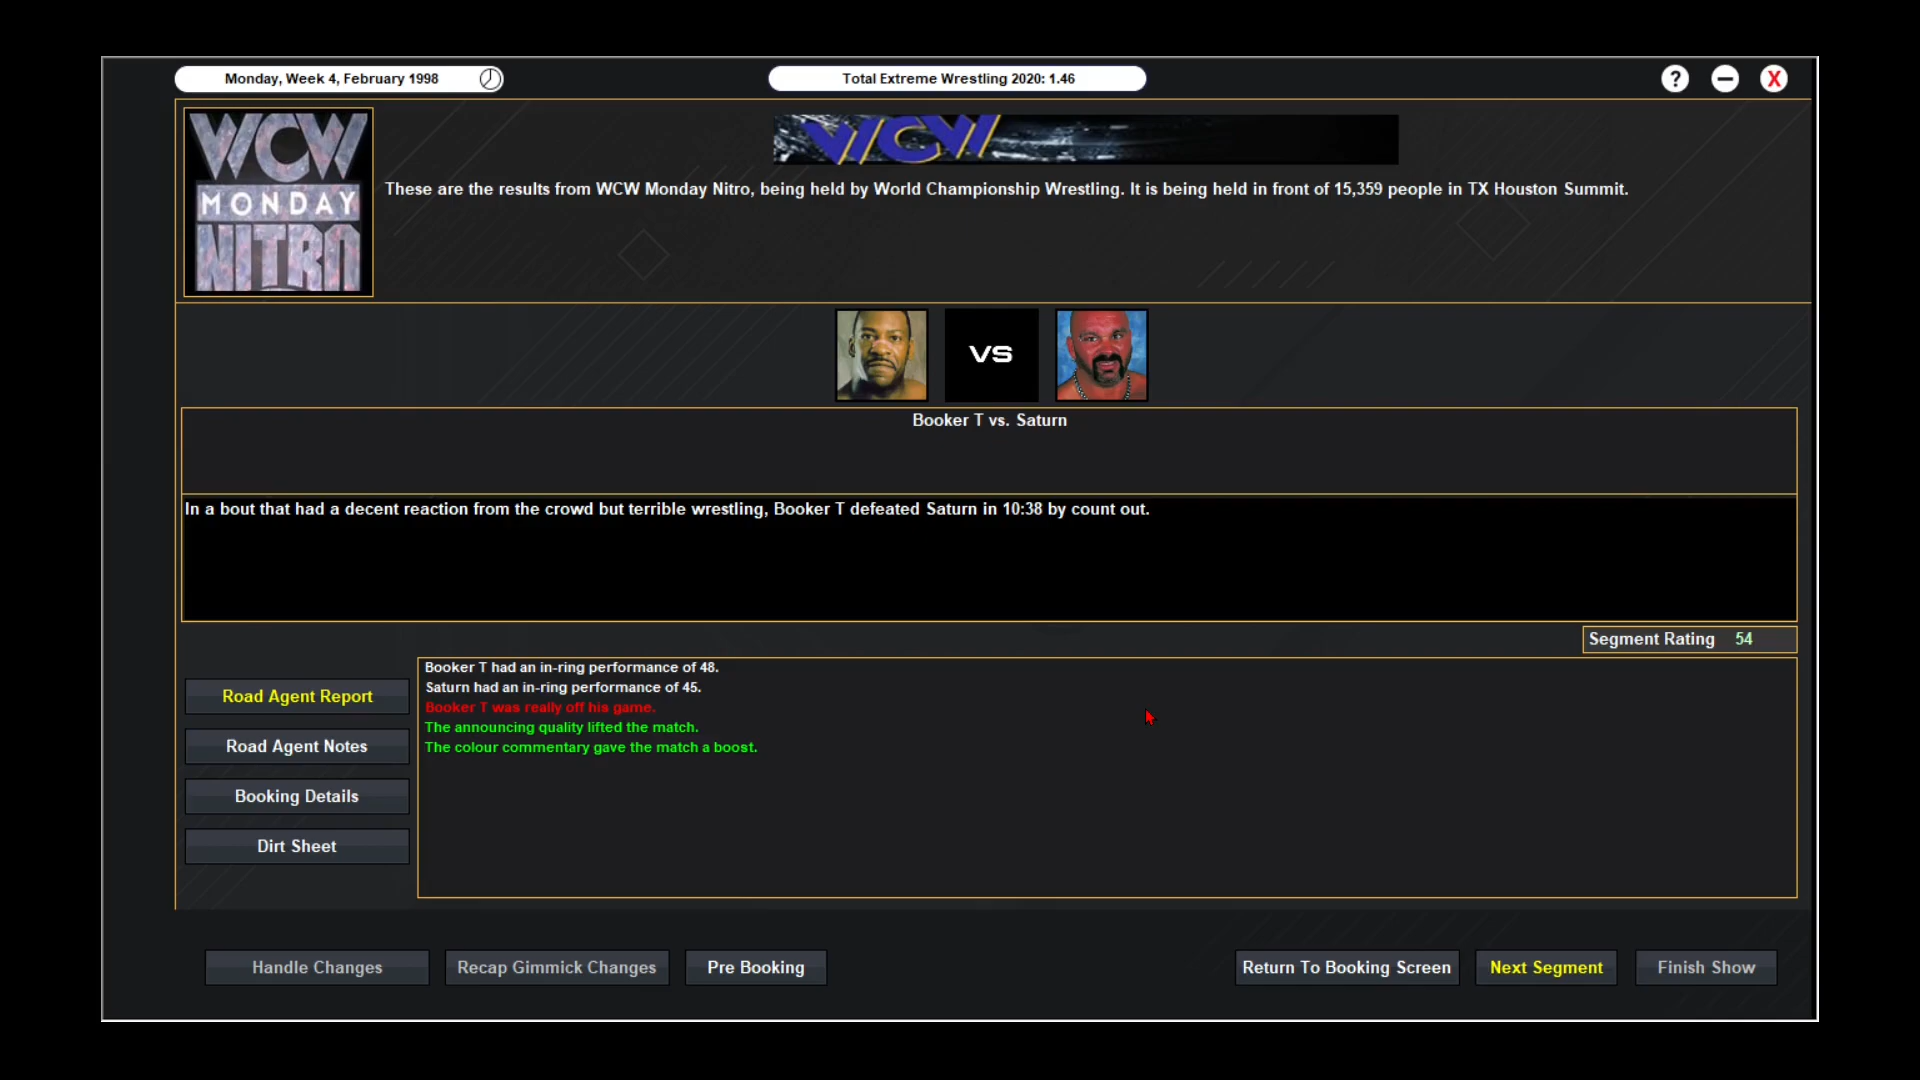 Monday, Week 4, February 1998
Total Extreme Wrestling 2020: 1.46
?
X
WCW
MONDAY
NITRO
WCW
These are the results from WCW Monday Nitro, being held by World Championship Wrestling. It is being held in front of 15,359 people in TX Houston Summit.
VS
Booker T vs. Saturn
In a bout that had a decent reaction from the crowd but terrible wrestling, Booker T defeated Saturn in 10:38 by count out.
Segment Rating 54
Road Agent Report
Road Agent Notes
Booking Details
Dirt Sheet
Booker T had an in-ring performance of 48.
Saturn had an in-ring performance of 45.
Booker T was really off his game.
The announcing quality lifted the match.
The colour commentary gave the match a boost.
Handle Changes
Recap Gimmick Changes
Pre Booking
Return To Booking Screen
Next Segment
Finish Show